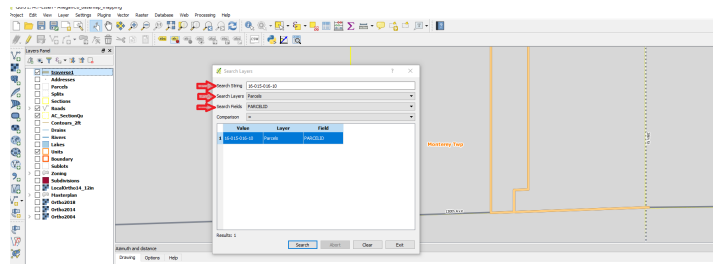 Project Edit View Layer Settings Plugins Vector Raster Database Web Processing Help
Layers Panel
traverse1
Addresses
Parcels
Splits
Sections
Roads
AC_SectionQu
Contours_2ft
Drains
Rivers
Lakes
Units
Boundary
Sublots
Zoning
Subdivisions
LocalOrtho14_12in
Masterplan
Ortho2018
Ortho2014
Ortho2004
Search Layers
? X
Search String 16-015-016-10
Search Layers Parcels
Search Fields PARCELID
Comparison =
Value Layer Field
1 16-015-016-10 Parcels PARCELID
Results: 1
Search Abort Clear Exit
Monterey Twp
Azimuth and distance
Drawing Options Help